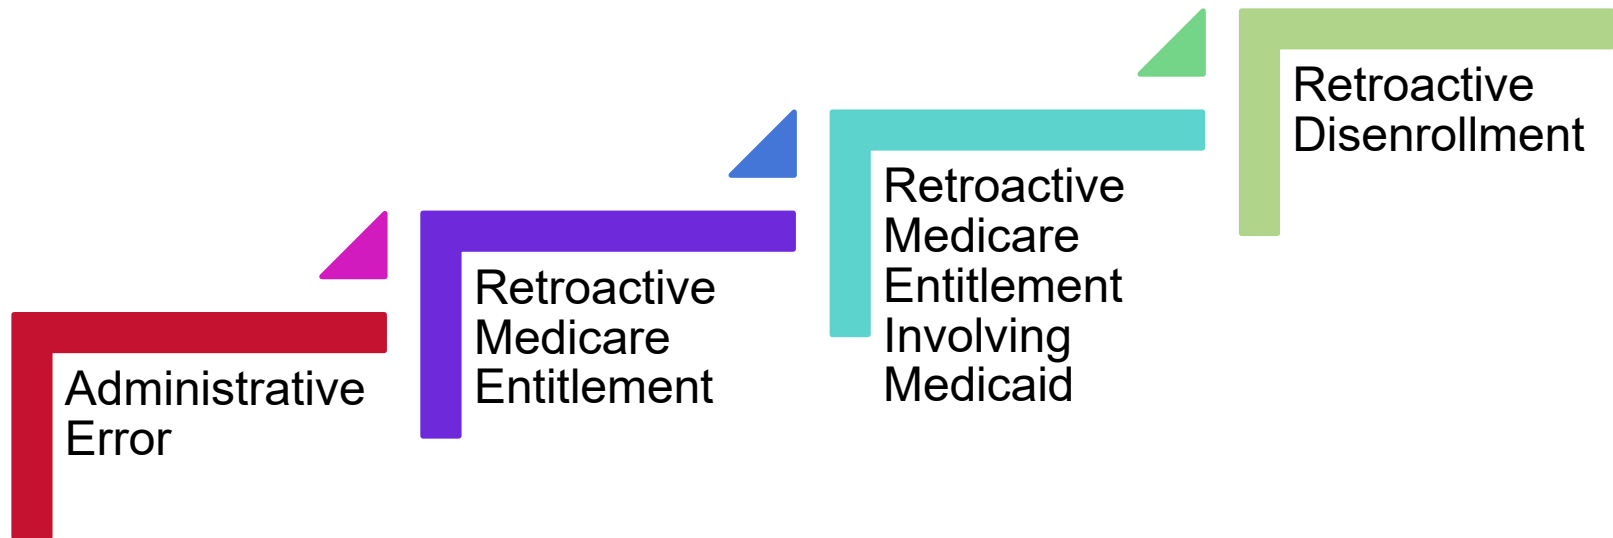 Administrative
Error
Retroactive
Medicare
Entitlement
Retroactive
Medicare
Entitlement
Involving
Medicaid
Retroactive
Disenrollment